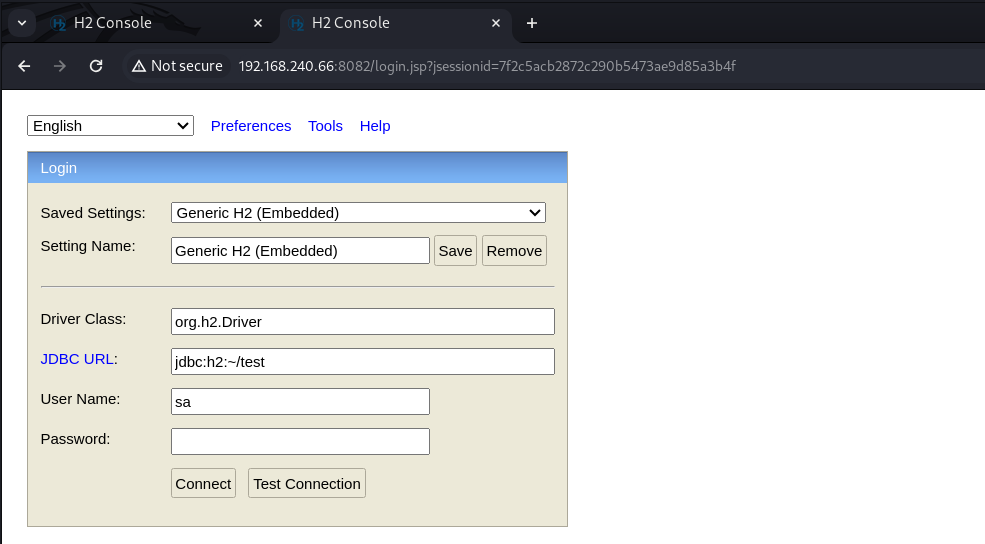 H2 Console
H2 Console
Not secure 192.168.240.66:8082/login.jsp?jsessionid=7f2c5acb2872c290b5473ae9d85a3b4f
English Preferences Tools Help
Login
Saved Settings: Generic H2 (Embedded)
Setting Name: Generic H2 (Embedded) Save Remove
Driver Class: org.h2.Driver
JDBC URL: jdbc:h2:~/test
User Name: sa
Password:
Connect Test Connection